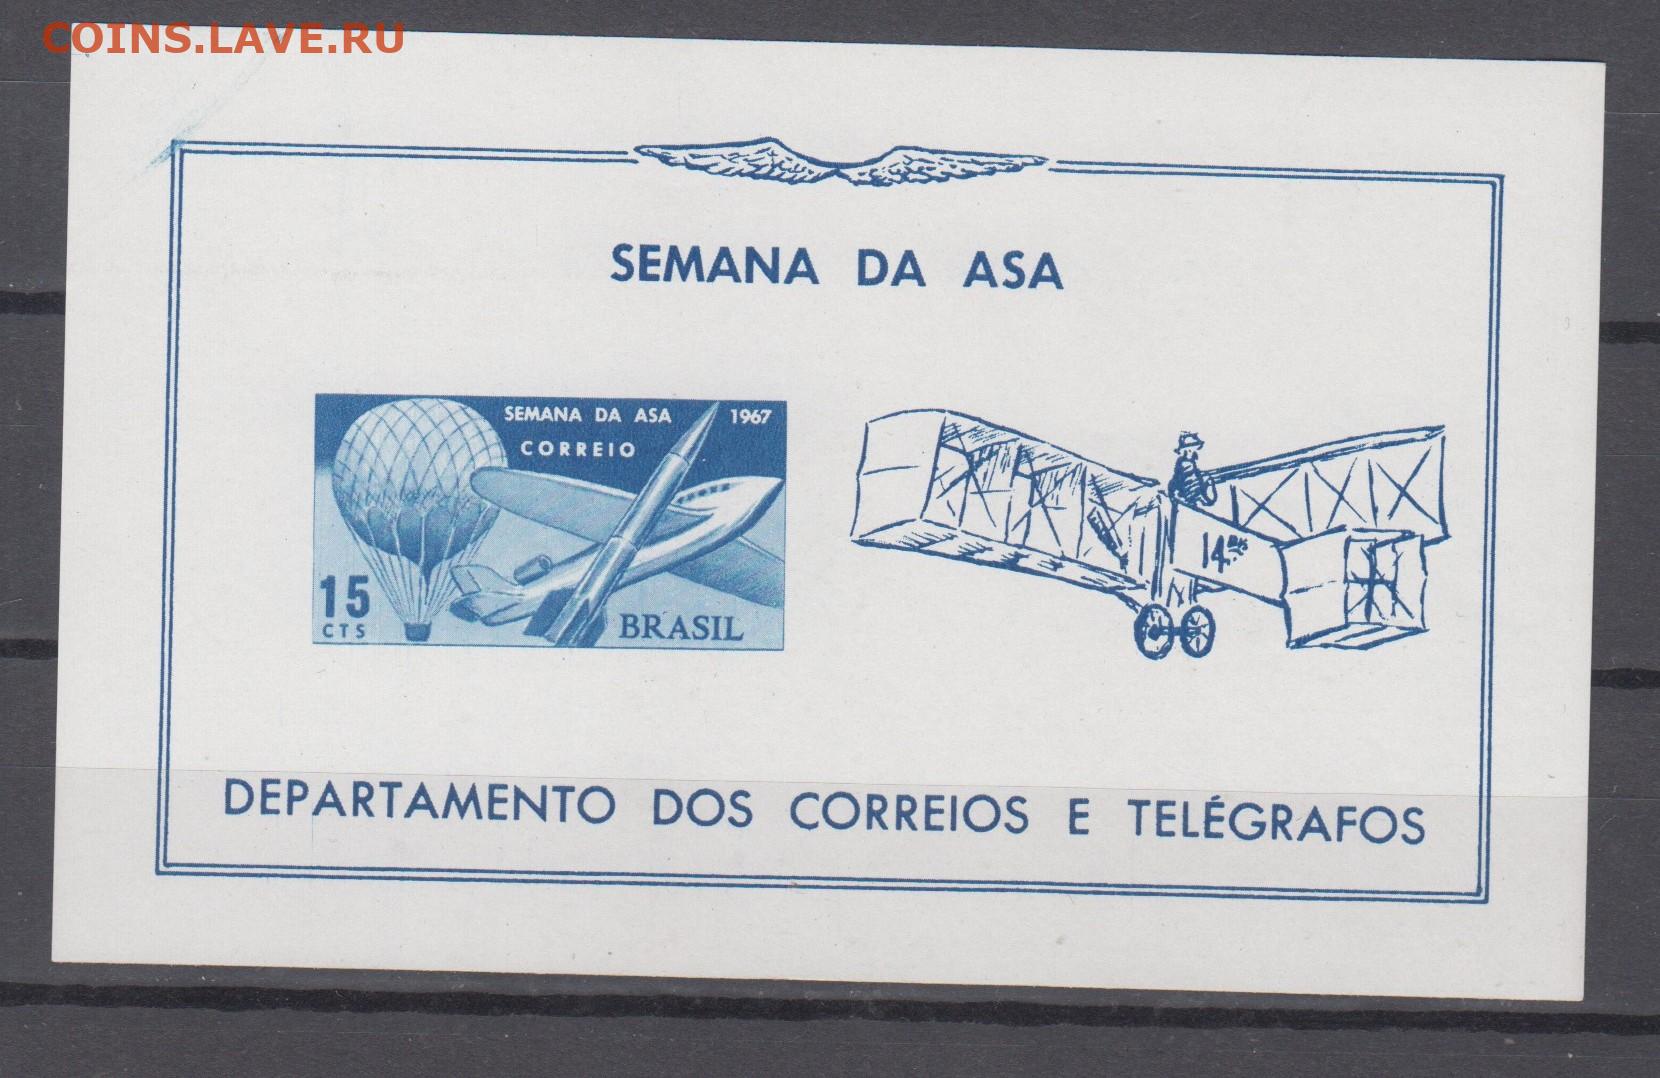 COINS.LAVE.RU
SEMANA DA ASA
SEMANA DA ASA 1967
CORREIO
15
CTS
BRASIL
14
DEPARTAMENTO DOS CORREIOS E TELÉGRAFOS